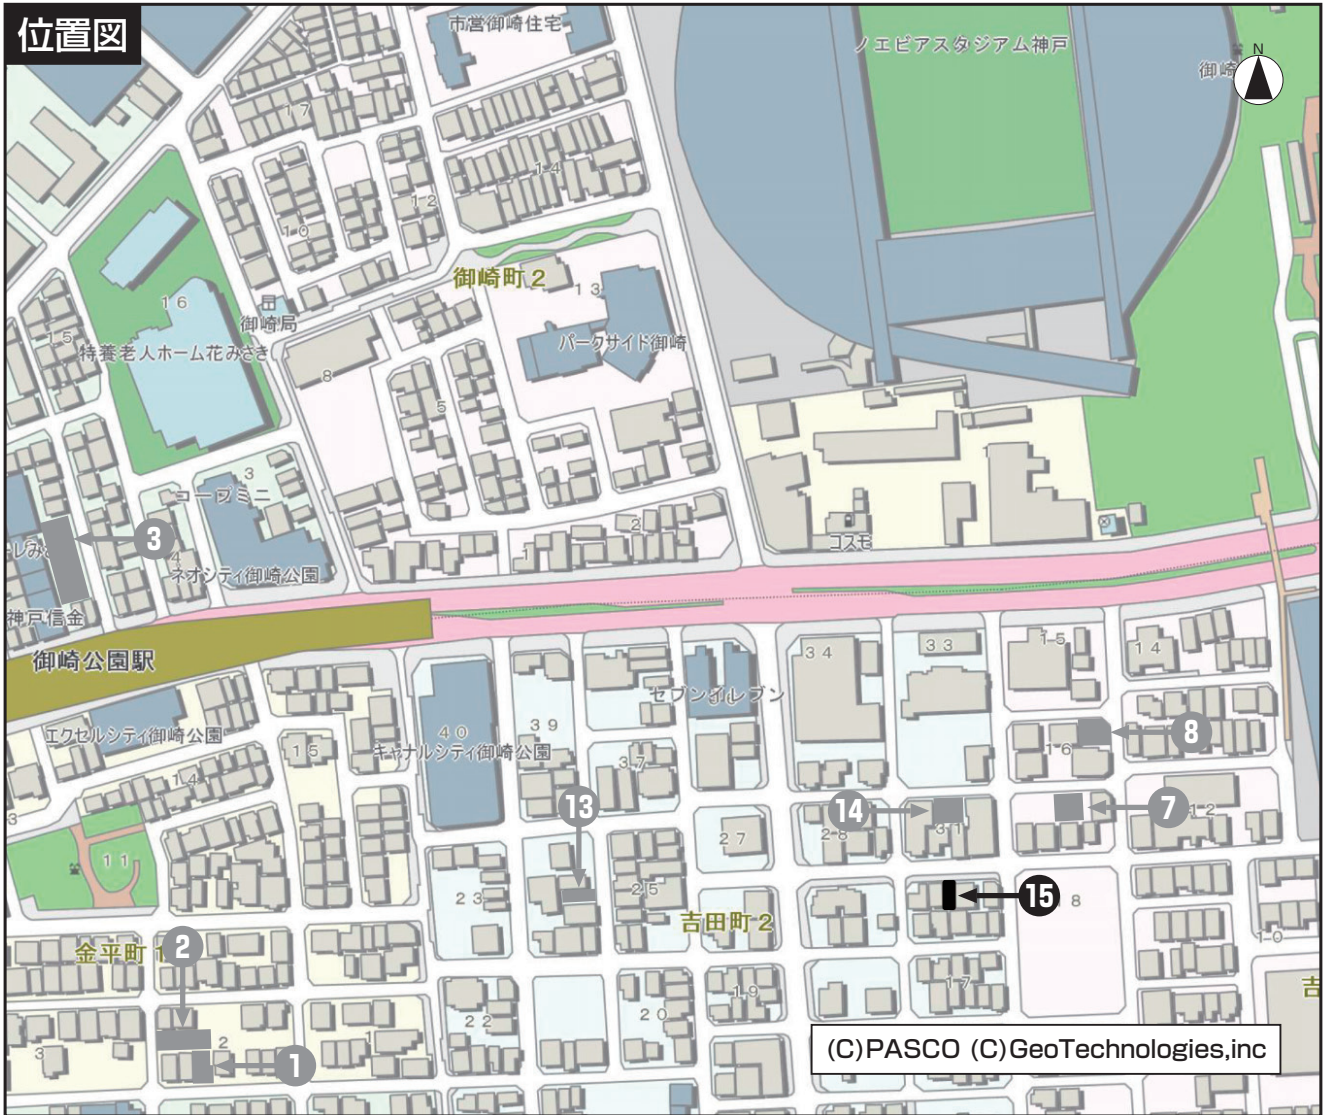 位置図
市営御崎住宅
ノエビアスタジアム神戸
御崎
N
17
14
12
10
御崎町2
13
16
御崎局
15
特養老人ホーム花みさき
パークサイド御崎
8
5
3
コープミニ
1
2
1
コスモ
3
4
ネオシティ御崎公園
神戸信金
御崎公園駅
34
33
15
14
セブンイレブン
39
40
エクセルシティ御崎公園
キャナルシティ御崎公園
15
37
16
8
14
13
14
28
31
7
12
27
11
23
25
15
8
吉田町2
金平町1
2
10
19
17
22
20
吉
3
2
1
1
(C)PASCO (C)GeoTechnologies,inc